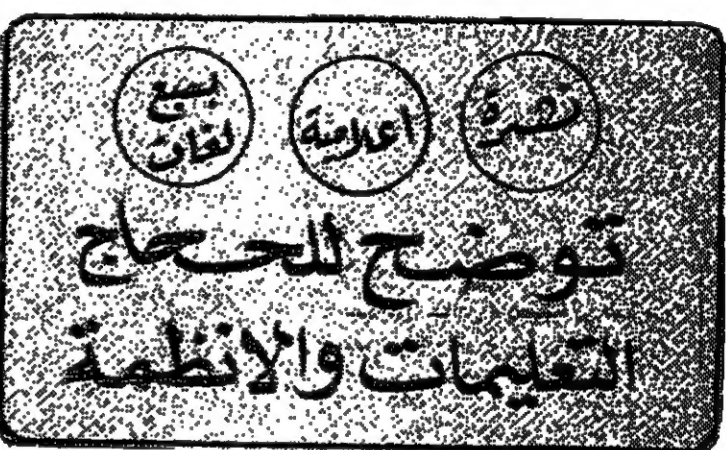 نشرة
اعلامية
بسبع
لغات
توضح للحجاج
التعليمات والانظمة